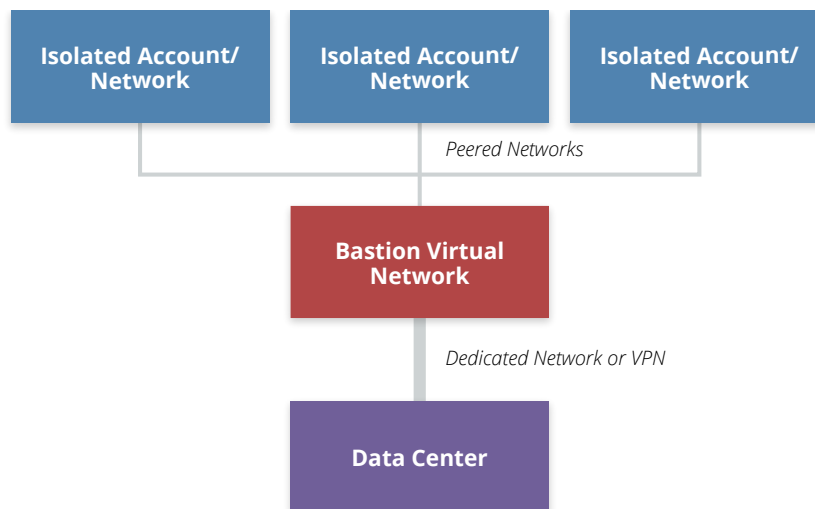 Isolated Account/
Network
Isolated Account/
Network
Isolated Account/
Network
Peered Networks
Bastion Virtual
Network
Dedicated Network or VPN
Data Center